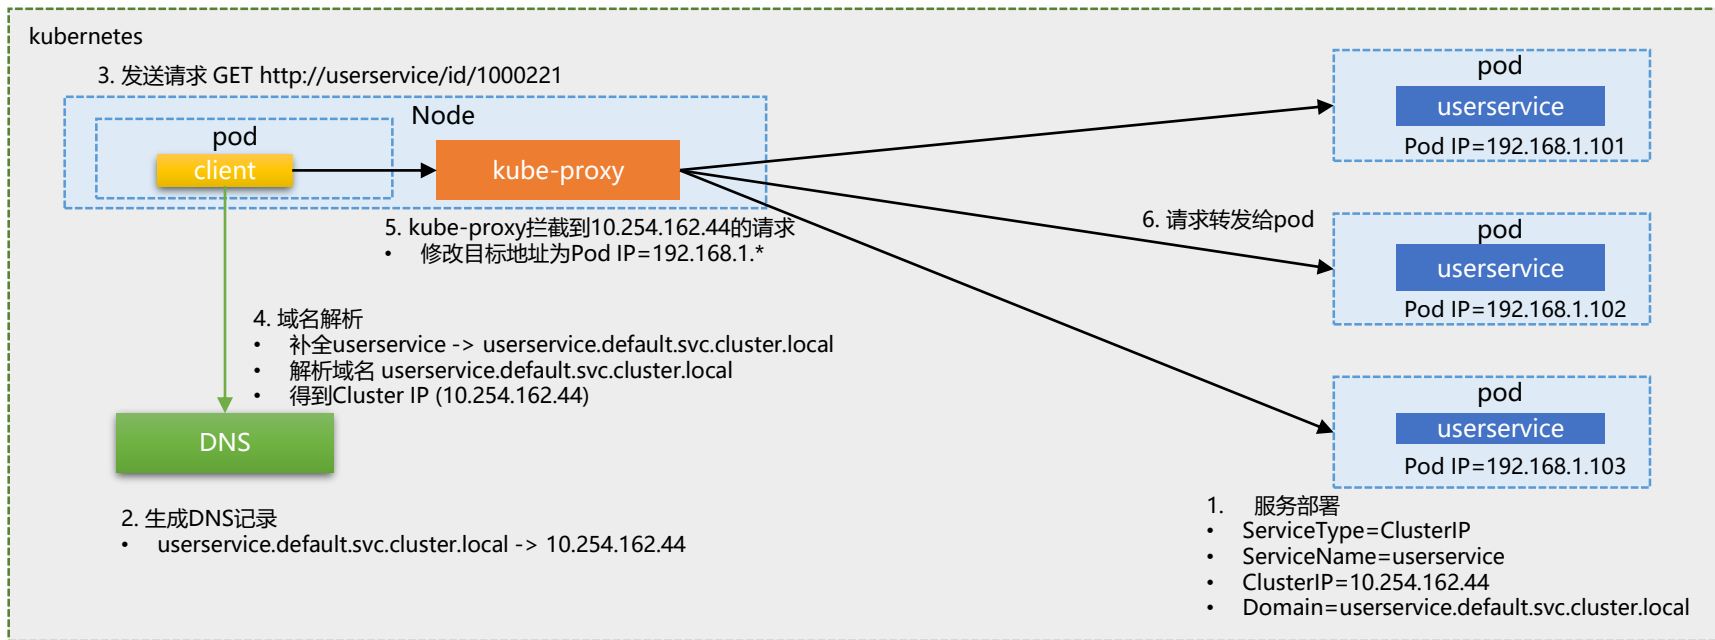 kubernetes
3. 发送请求 GET http://userservice/id/1000221
Node
pod
client
kube-proxy
5. kube-proxy拦截到10.254.162.44的请求
• 修改目标地址为Pod IP=192.168.1.*
6. 请求转发给pod
pod
userservice
Pod IP=192.168.1.101
pod
userservice
Pod IP=192.168.1.102
pod
userservice
Pod IP=192.168.1.103
4. 域名解析
• 补全userservice -> userservice.default.svc.cluster.local
• 解析域名 userservice.default.svc.cluster.local
• 得到Cluster IP (10.254.162.44)
DNS
2. 生成DNS记录
• userservice.default.svc.cluster.local -> 10.254.162.44
1. 服务部署
• ServiceType=ClusterIP
• ServiceName=userservice
• ClusterIP=10.254.162.44
• Domain=userservice.default.svc.cluster.local